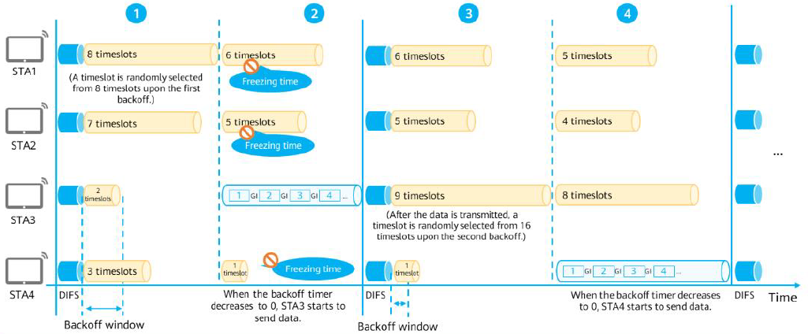 1
2
3
4
STA1
8 timeslots
6 timeslots
6 timeslots
5 timeslots
(A timeslot is randomly selected
from 8 timeslots upon the first
backoff.)
Freezing time
STA2
7 timeslots
5 timeslots
5 timeslots
4 timeslots
Freezing time
...
STA3
2
timeslots
1 GI 2 GI 3 GI 4 ...
9 timeslots
8 timeslots
(After the data is transmitted, a
timeslot is randomly selected from 16
timeslots upon the second backoff.)
STA4
3 timeslots
1
timeslot
Freezing time
1
timeslot
1 GI 2 GI 3 GI 4 ...
DIFS
DIFS
DIFS
Time
Backoff window
When the backoff timer
decreases to 0, STA3 starts to
send data.
Backoff window
When the backoff timer decreases
to 0, STA4 starts to send data.